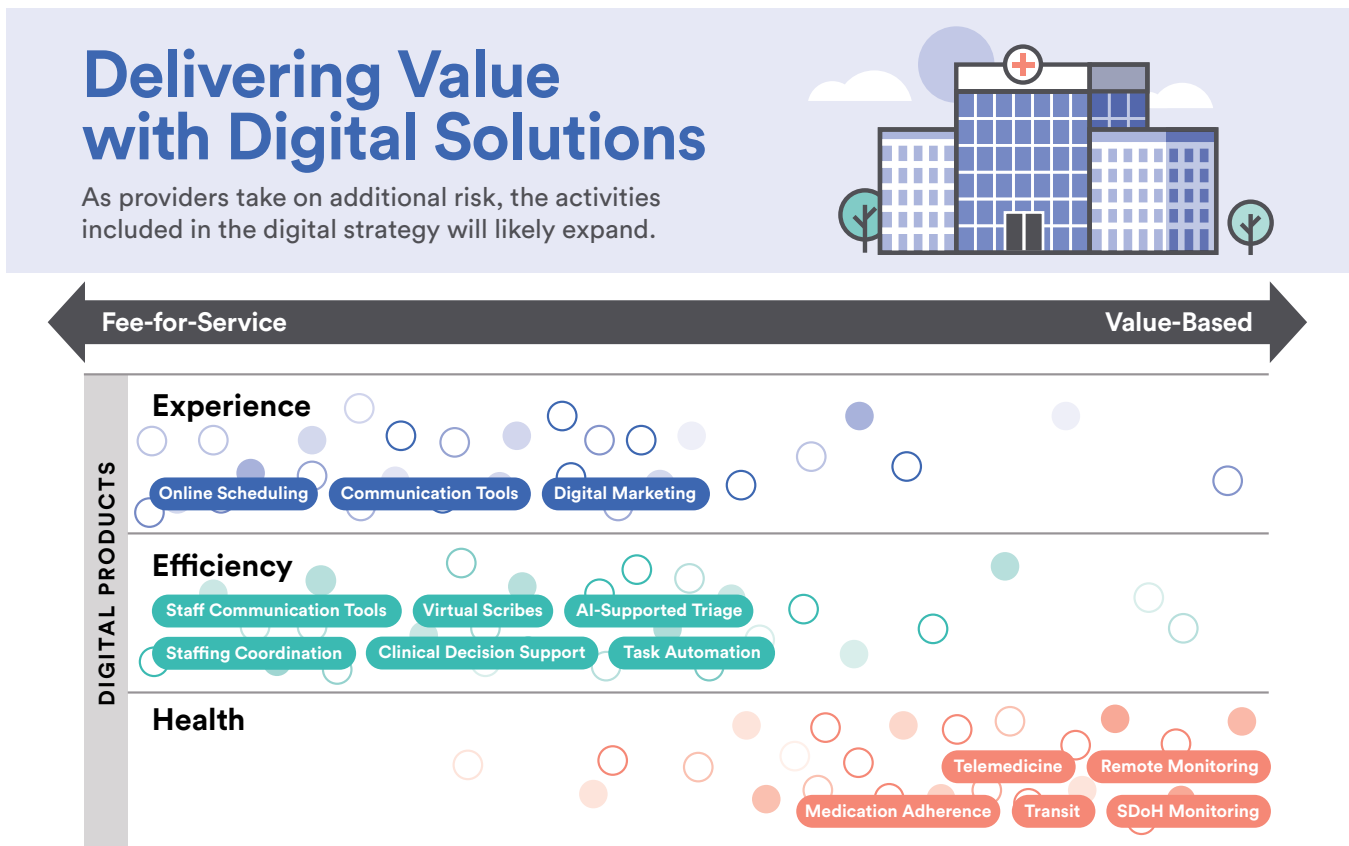 Delivering Value
with Digital Solutions
As providers take on additional risk, the activities
included in the digital strategy will likely expand.
Fee-for-Service
Value-Based
DIGITAL PRODUCTS
Experience
Online Scheduling
Communication Tools
Digital Marketing
Efficiency
Staff Communication Tools
Virtual Scribes
AI-Supported Triage
Staffing Coordination
Clinical Decision Support
Task Automation
Health
Telemedicine
Remote Monitoring
Medication Adherence
Transit
SDoH Monitoring